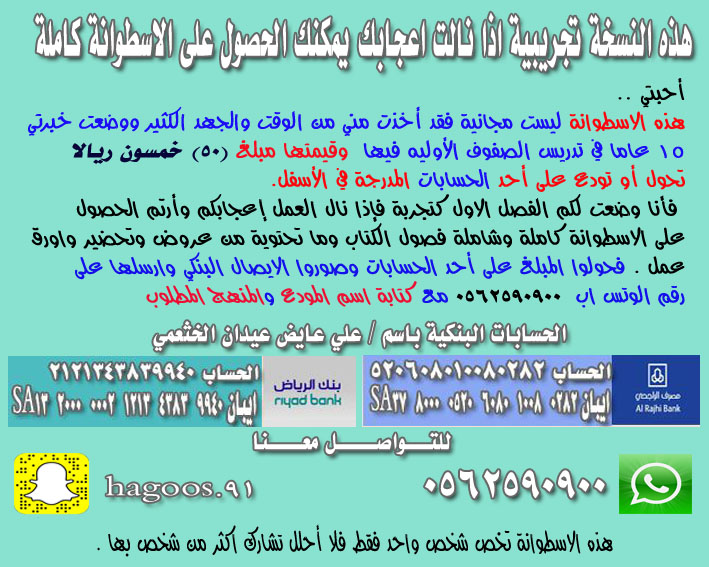 هذه النسخة تجريبية اذا نالت اعجابك يمكنك الحصول على الاسطوانة كاملة
أحبتي ..
هذه الاسطوانة ليست مجانية فقد أخذت مني من الوقت والجهد الكثير ووضعت خبرتي
١٥ عاما في تدريس الصفوف الأوليه فيها وقيمتها مبلغ (٥٠) خمسون ريالا
تحول أو تودع على أحد الحسابات المدرجة في الأسفل.
فأنا وضعت لكم الفصل الاول كتجربة فإذا نال العمل إعجابكم وأرتم الحصول
على الاسطوانة كاملة وشاملة فصول الكتاب وما تحتوية من عروض وتحضير واورق
عمل . فحولوا المبلغ على أحد الحسابات وصوروا الايصال البنكي وارسلها على
رقم الوتس اب ٠٥٦٢٥٩٠٩٠٠ مع كتابة اسم المودع والمنهج المطلوب
الحسابات البنكية باسم / علي عايض عيدان الخثعمي
مصرف الراجحي
Al Rajhi Bank
الحساب ٥٢٠٦٠٨٠١٠٠٨٠٢٨٢
إيبان SA٣٧ ٨٠٠٠ ٠٥٢٠ ٦٠٨٠ ١٠٠٨ ٠٢٨٢
بنك الرياض
riyad bank
الحساب ٢١٢١٣٤٣٨٣٩٩٤٠
إيبان SA١٣ ٢٠٠٠ ٠٠٠٢ ١٢١٣ ٤٣٨٣ ٩٩٤٠
للتواصل معنا
٠٥٦٢٥٩٠٩٠٠
hagoos.٩١
هذه الاسطوانة تخص شخص واحد فقط فلا أحلل تشارك أكثر من شخص بها .